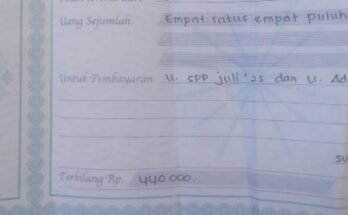 Uang Sejumlah Empat ratus empat puluh
Untuk Pembayaran U. SPP juli '25 dan U. Ad
su
Terbilang Rp. 440 000,